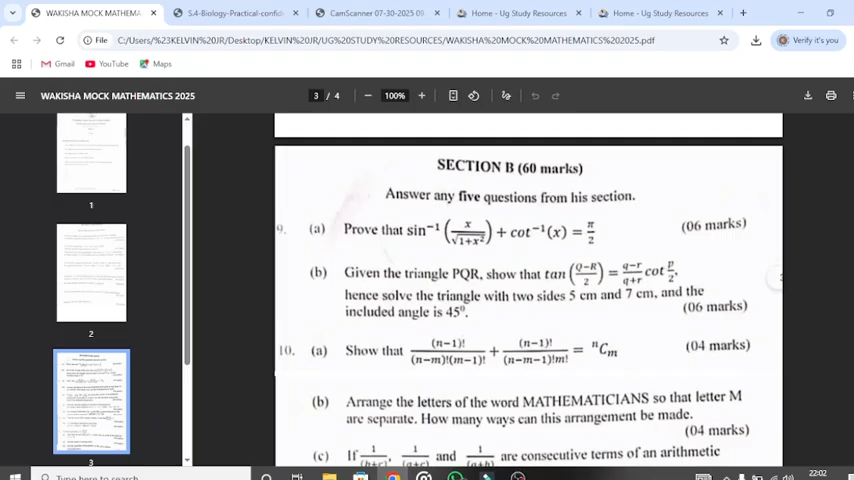 WAKISHA MOCK MATHEMA
S.4-Biology-Practical-confid
CamScanner 07-30-2025 09
Home - Ug Study Resources
Home - Ug Study Resources
File C:/Users/%23KELVIN%20JR/Desktop/KELVIN%20JR/UG%20STUDY%20RESOURCES/WAKISHA%20MOCK%20MATHEMATICS%202025.pdf
Verify it's you
Gmail YouTube Maps
WAKISHA MOCK MATHEMATICS 2025
3 / 4
100%
1
2
3
SECTION B (60 marks)
Answer any five questions from his section.
9. (a) Prove that sin⁻¹ (x/√(1+x²)) + cot⁻¹(x) = π/2 (06 marks)
(b) Given the triangle PQR, show that tan ((Q−R)/2) = (q−r)/(q+r) cot p/2,
hence solve the triangle with two sides 5 cm and 7 cm, and the
included angle is 45⁰. (06 marks)
10. (a) Show that (n−1)!/((n−m)!(m−1)!) + (n−1)!/((n−m−1)!m!) = ⁿCₘ (04 marks)
(b) Arrange the letters of the word MATHEMATICIANS so that letter M
are separate. How many ways can this arrangement be made.
(04 marks)
(c) If 1/(b+c), 1/(a+c) and 1/(a+b) are consecutive terms of an arithmetic
Type here to search
22:02